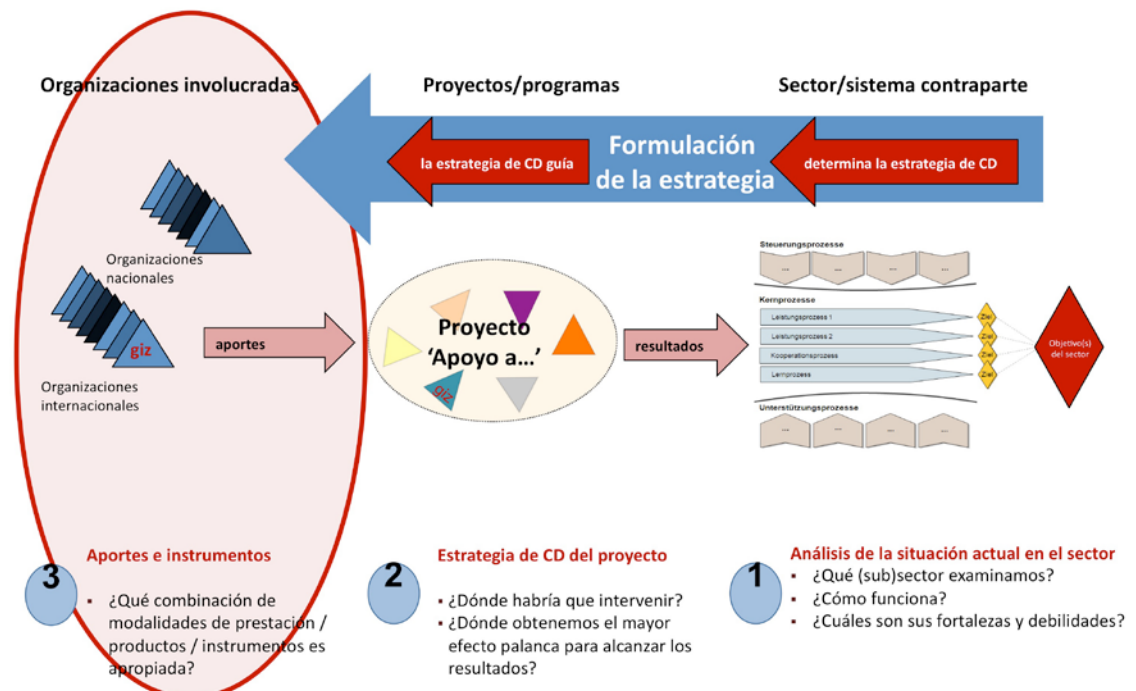 Organizaciones involucradas
Proyectos/programas
Sector/sistema contraparte
la estrategia de CD guía
Formulación
de la estrategia
determina la estrategia de CD
Organizaciones
nacionales
giz
Organizaciones
internacionales
aportes
Proyecto
‘Apoyo a…’
giz
resultados
Steuerungsprozesse
...
...
...
...
Kernprozesse
Leistungsprozess 1
Ziel
Leistungsprozess 2
Ziel
Kooperationsprozess
Ziel
Lernprozess
Ziel
Objetivo(s)
del sector
Unterstützungsprozesse
...
...
...
...
3
Aportes e instrumentos
▪ ¿Qué combinación de
modalidades de prestación /
productos / instrumentos es
apropiada?
2
Estrategia de CD del proyecto
▪ ¿Dónde habría que intervenir?
▪ ¿Dónde obtenemos el mayor
efecto palanca para alcanzar los
resultados?
1
Análisis de la situación actual en el sector
▪ ¿Qué (sub)sector examinamos?
▪ ¿Cómo funciona?
▪ ¿Cuáles son sus fortalezas y debilidades?